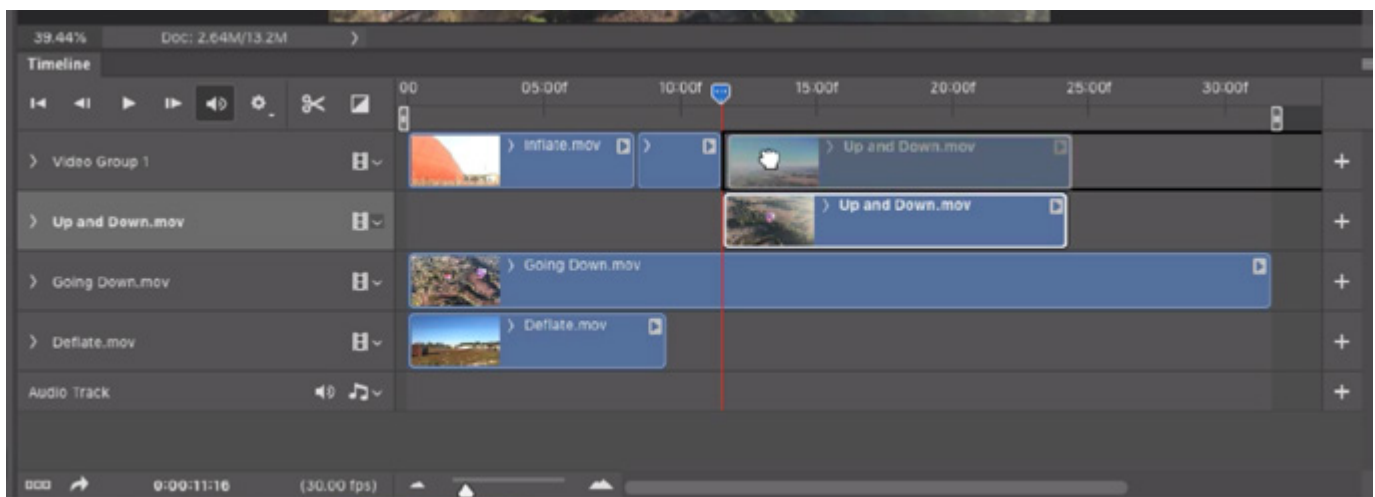 39.44% Doc: 2.64M/13.2M
Timeline
00 05:00f 10:00f 15:00f 20:00f 25:00f 30:00f
Video Group 1 Inflate.mov Up and Down.mov
Up and Down.mov Up and Down.mov
Going Down.mov Going Down.mov
Deflate.mov Deflate.mov
Audio Track
0:00:11:16 (30.00 fps)